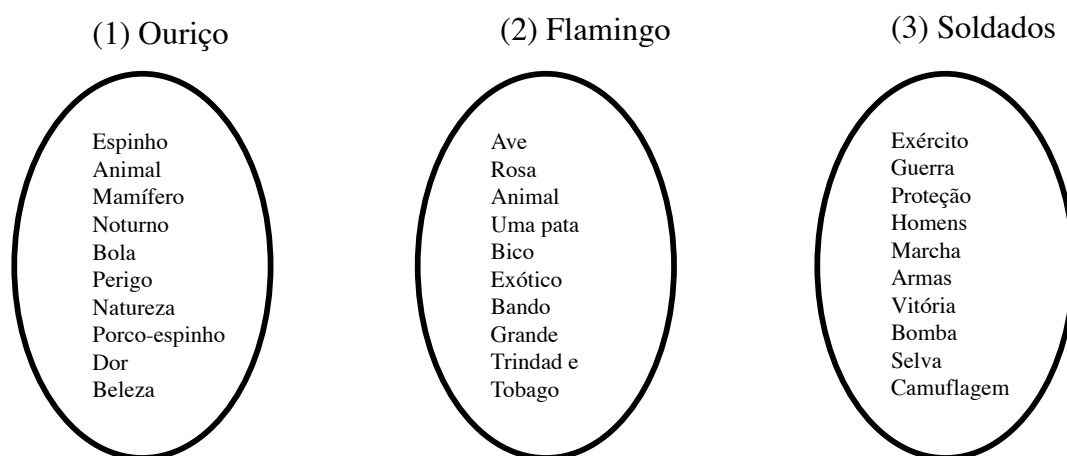 (1) Ouriço
Espinho
Animal
Mamífero
Noturno
Bola
Perigo
Natureza
Porco-espinho
Dor
Beleza
(2) Flamingo
Ave
Rosa
Animal
Uma pata
Bico
Exótico
Bando
Grande
Trindad e
Tobago
(3) Soldados
Exército
Guerra
Proteção
Homens
Marcha
Armas
Vitória
Bomba
Selva
Camuflagem